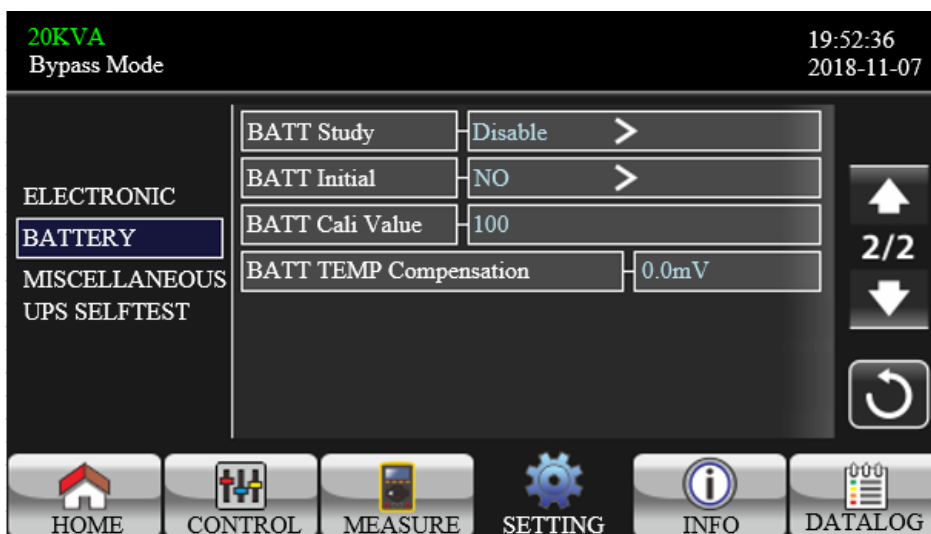 20KVA
Bypass Mode
19:52:36
2018-11-07
ELECTRONIC
BATTERY
MISCELLANEOUS
UPS SELFTEST
BATT Study
Disable
BATT Initial
NO
BATT Cali Value
100
BATT TEMP Compensation
0.0mV
2/2
HOME
CONTROL
MEASURE
SETTING
INFO
DATALOG